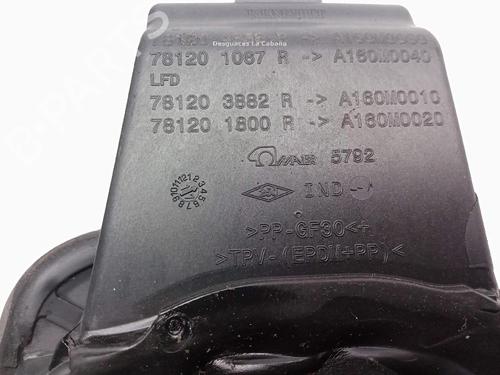 Desguaces La Cabaña
78120 1067 R -> A160M0040
LFD
78120 3882 R -> A160M0010
78120 1800 R -> A160M0020
MAIER 5792
IND
>PP-GF30<
>TPV-(EPDM+PP)<